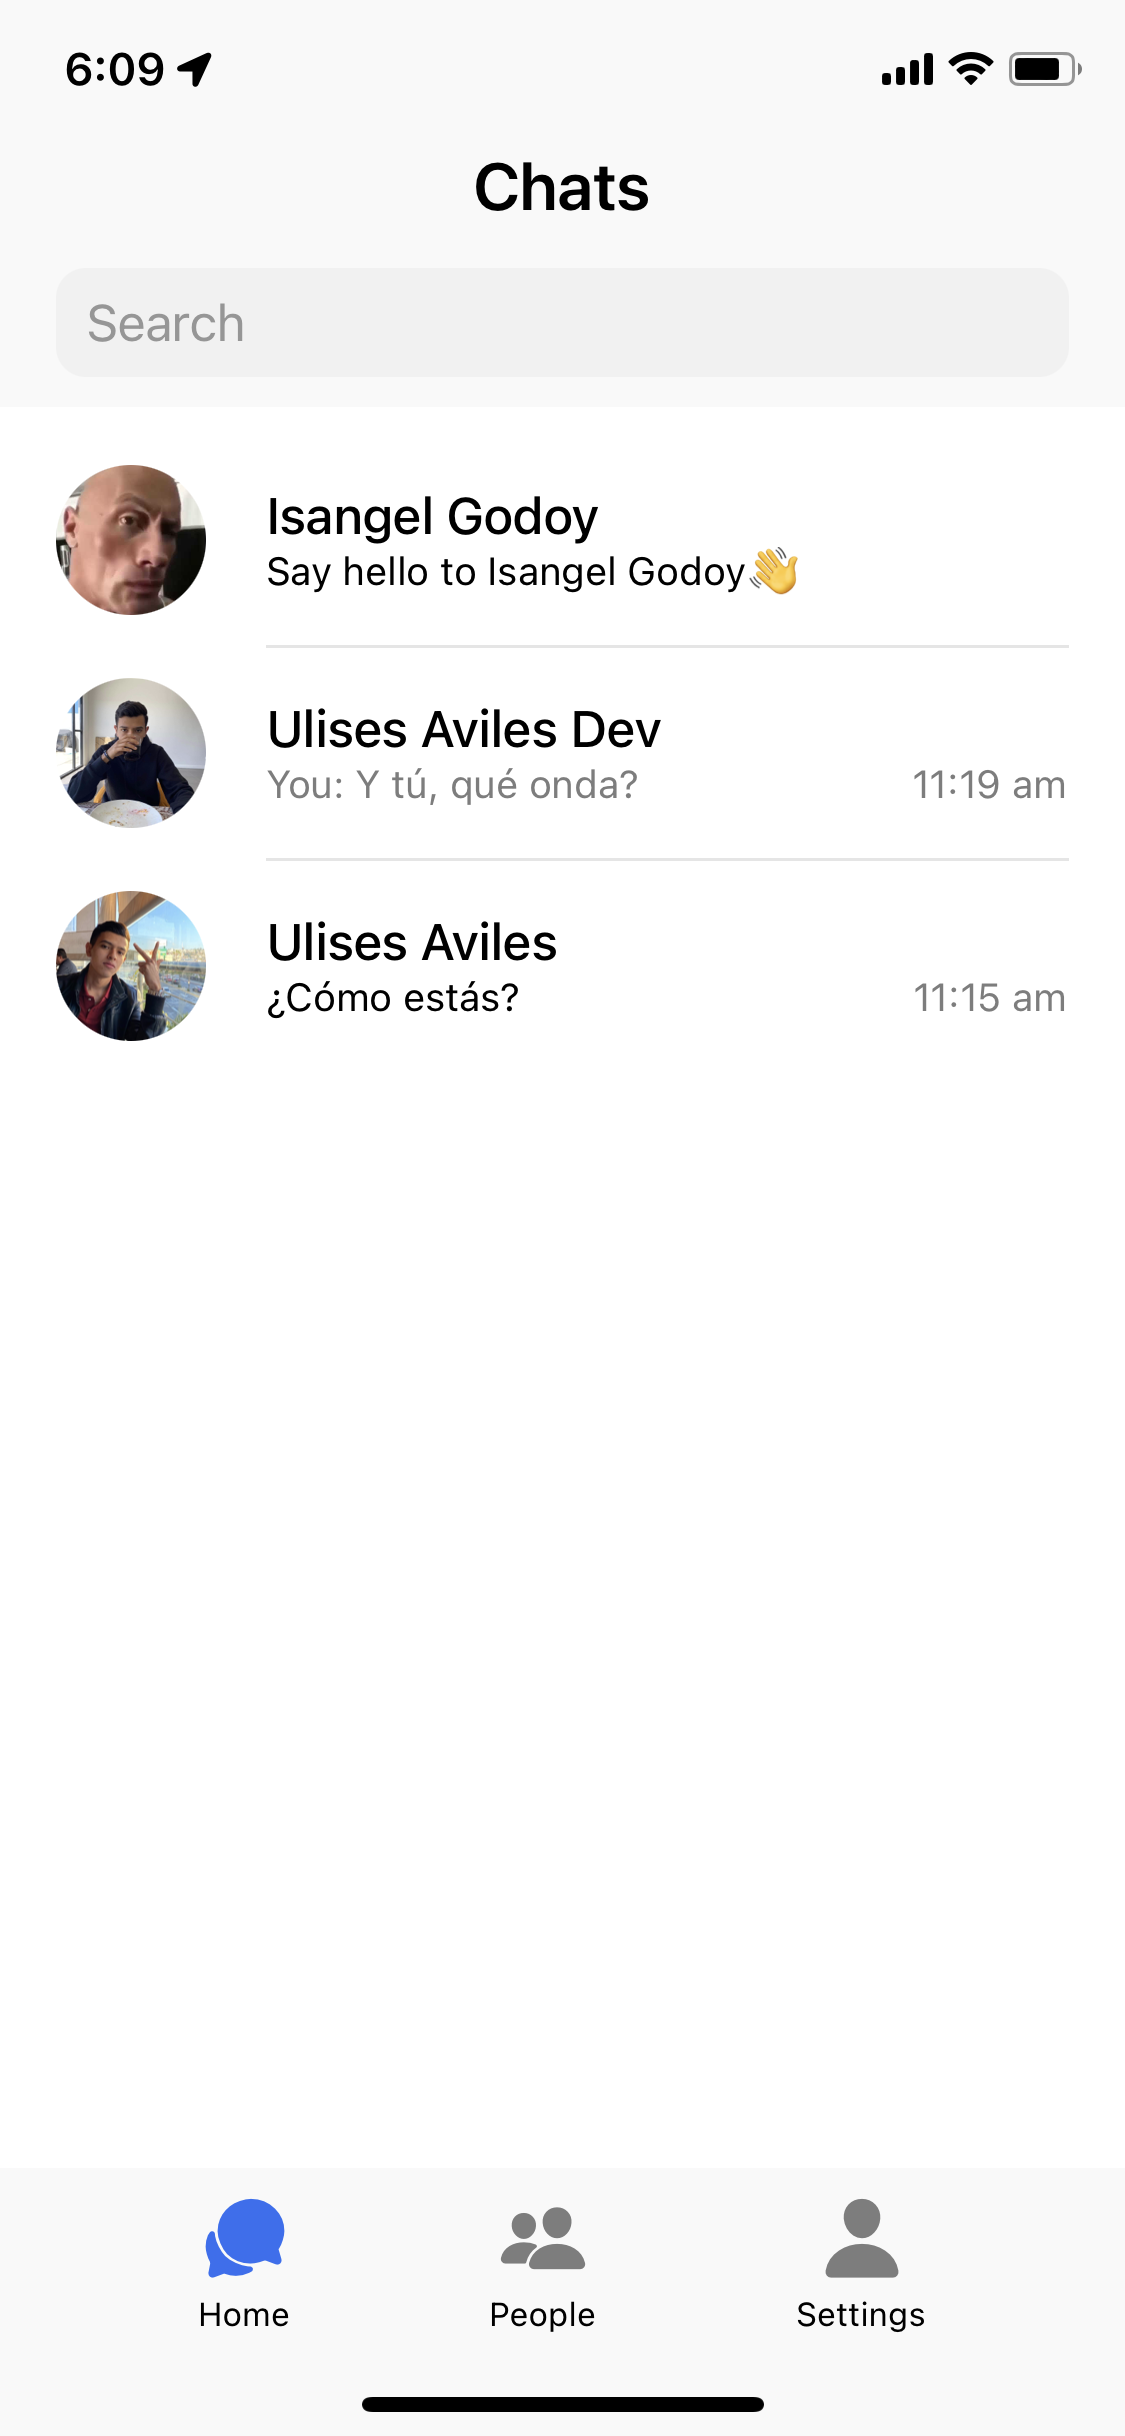 6:09
Chats
Search
Isangel Godoy
Say hello to Isangel Godoy👋
Ulises Aviles Dev
You: Y tú, qué onda? 11:19 am
Ulises Aviles
¿Cómo estás? 11:15 am
Home People Settings